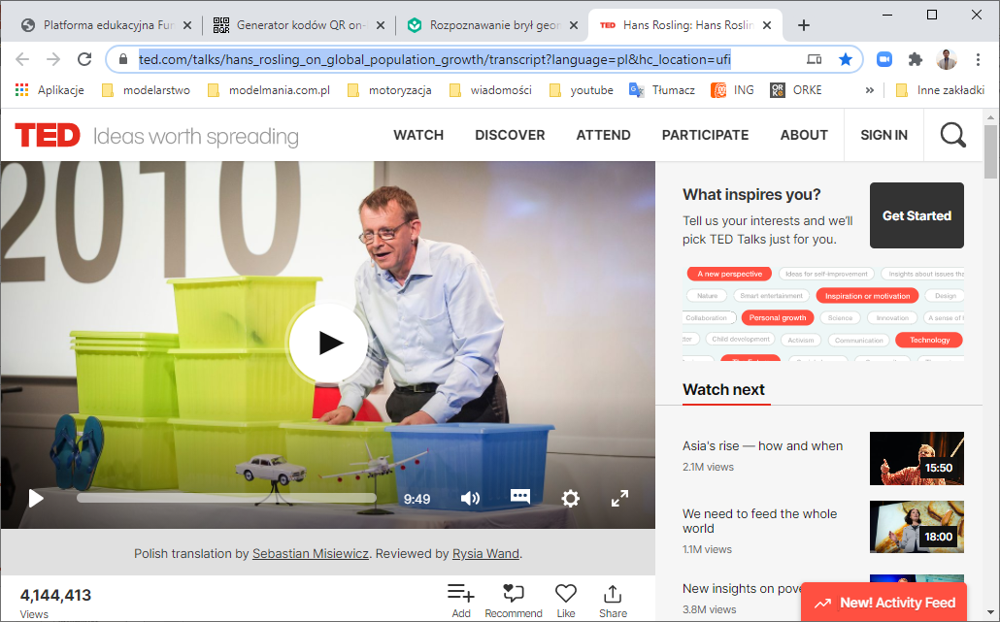 Platforma edukacyjna Fun
Generator kodów QR on-l
Rozpoznawanie brył geom
TED
Hans Rosling: Hans Roslin
ted.com/talks/hans_rosling_on_global_population_growth/transcript?language=pl&hc_location=ufi
Aplikacje
modelarstwo
modelmania.com.pl
motoryzacja
wiadomości
youtube
Tłumacz
ING
ORKE
»
Inne zakładki
TED Ideas worth spreading
WATCH
DISCOVER
ATTEND
PARTICIPATE
ABOUT
SIGN IN
2010
9:49
Polish translation by Sebastian Misiewicz. Reviewed by Rysia Wand.
4,144,413
Views
Add
Recommend
Like
Share
What inspires you?
Tell us your interests and we'll
pick TED Talks just for you.
Get Started
A new perspective
Ideas for self-improvement
Insights about issues tha
Nature
Smart entertainment
Inspiration or motivation
Design
Collaboration
Personal growth
Science
Innovation
A sense of
Child development
Activism
Communication
Technology
Watch next
Asia's rise — how and when
2.1M views
15:50
We need to feed the whole
world
1.1M views
18:00
New insights on pove
3.8M views
New! Activity Feed